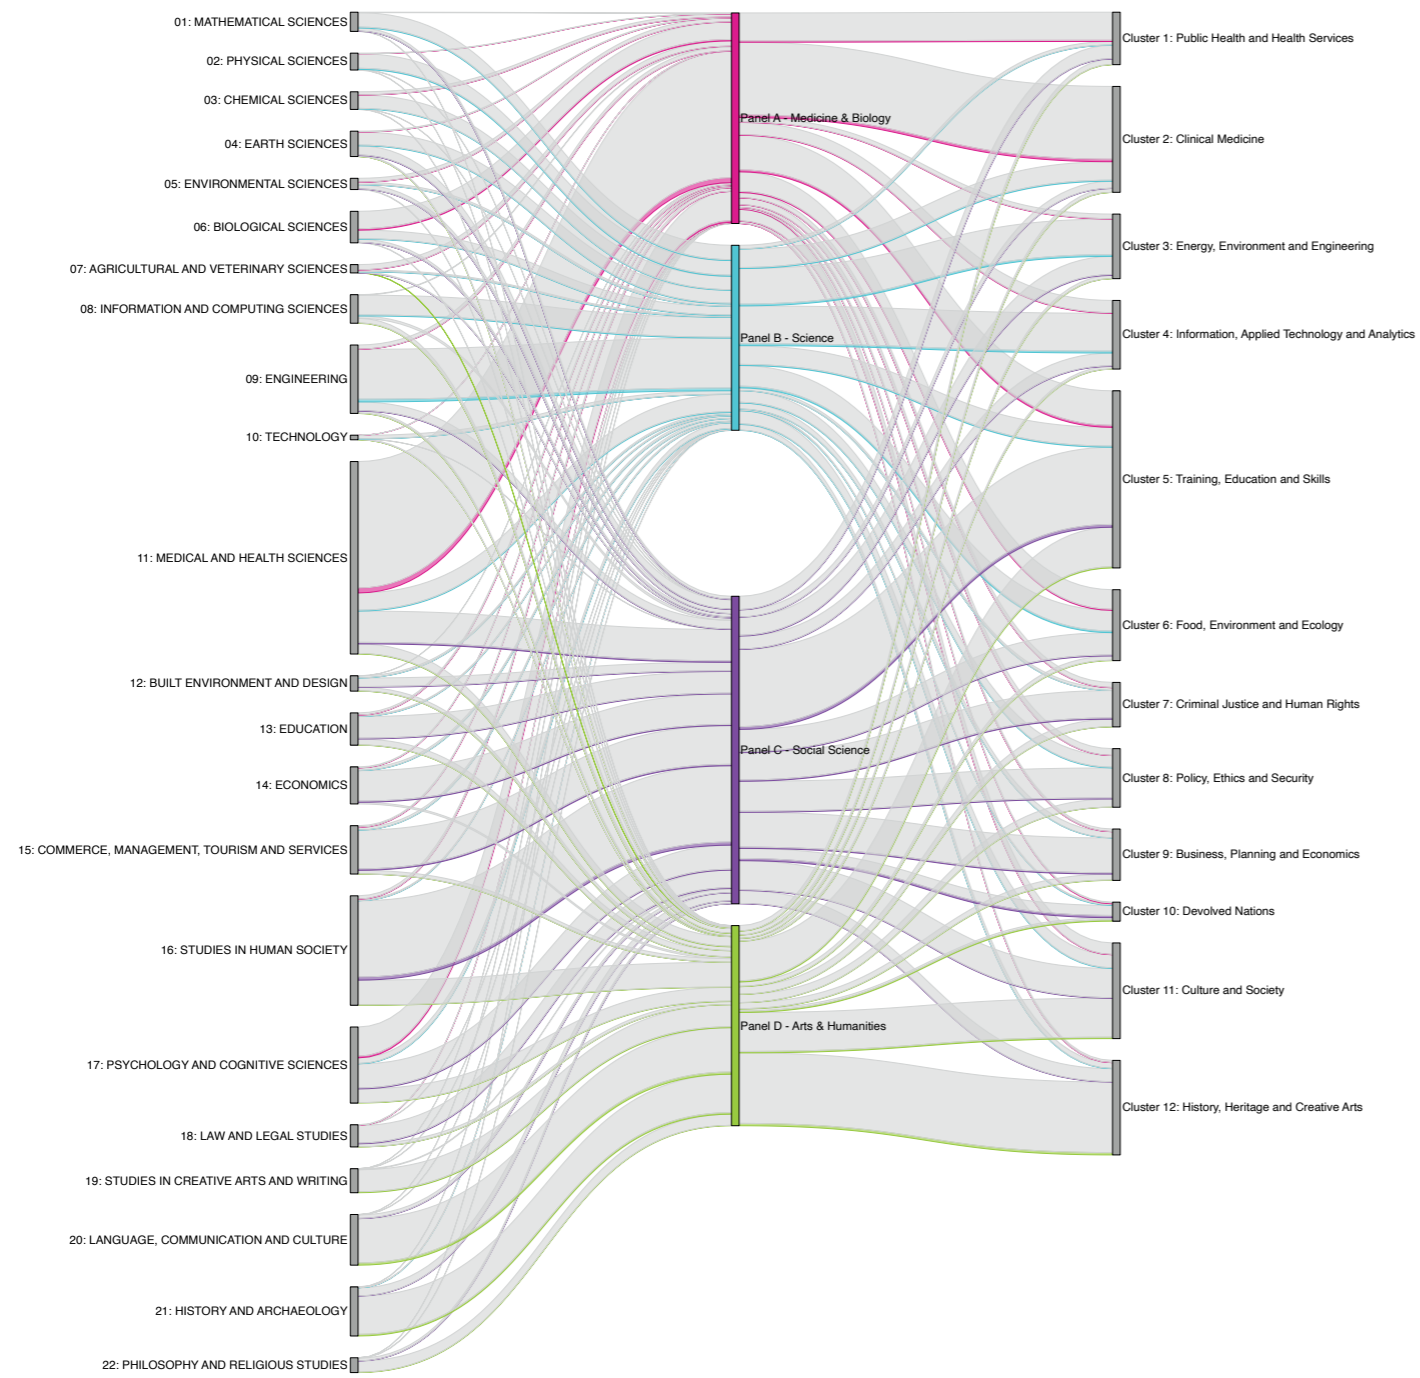 01: MATHEMATICAL SCIENCES
02: PHYSICAL SCIENCES
03: CHEMICAL SCIENCES
04: EARTH SCIENCES
05: ENVIRONMENTAL SCIENCES
06: BIOLOGICAL SCIENCES
07: AGRICULTURAL AND VETERINARY SCIENCES
08: INFORMATION AND COMPUTING SCIENCES
09: ENGINEERING
10: TECHNOLOGY
11: MEDICAL AND HEALTH SCIENCES
12: BUILT ENVIRONMENT AND DESIGN
13: EDUCATION
14: ECONOMICS
15: COMMERCE, MANAGEMENT, TOURISM AND SERVICES
16: STUDIES IN HUMAN SOCIETY
17: PSYCHOLOGY AND COGNITIVE SCIENCES
18: LAW AND LEGAL STUDIES
19: STUDIES IN CREATIVE ARTS AND WRITING
20: LANGUAGE, COMMUNICATION AND CULTURE
21: HISTORY AND ARCHAEOLOGY
22: PHILOSOPHY AND RELIGIOUS STUDIES
Panel A - Medicine & Biology
Panel B - Science
Panel C - Social Science
Panel D - Arts & Humanities
Cluster 1: Public Health and Health Services
Cluster 2: Clinical Medicine
Cluster 3: Energy, Environment and Engineering
Cluster 4: Information, Applied Technology and Analytics
Cluster 5: Training, Education and Skills
Cluster 6: Food, Environment and Ecology
Cluster 7: Criminal Justice and Human Rights
Cluster 8: Policy, Ethics and Security
Cluster 9: Business, Planning and Economics
Cluster 10: Devolved Nations
Cluster 11: Culture and Society
Cluster 12: History, Heritage and Creative Arts